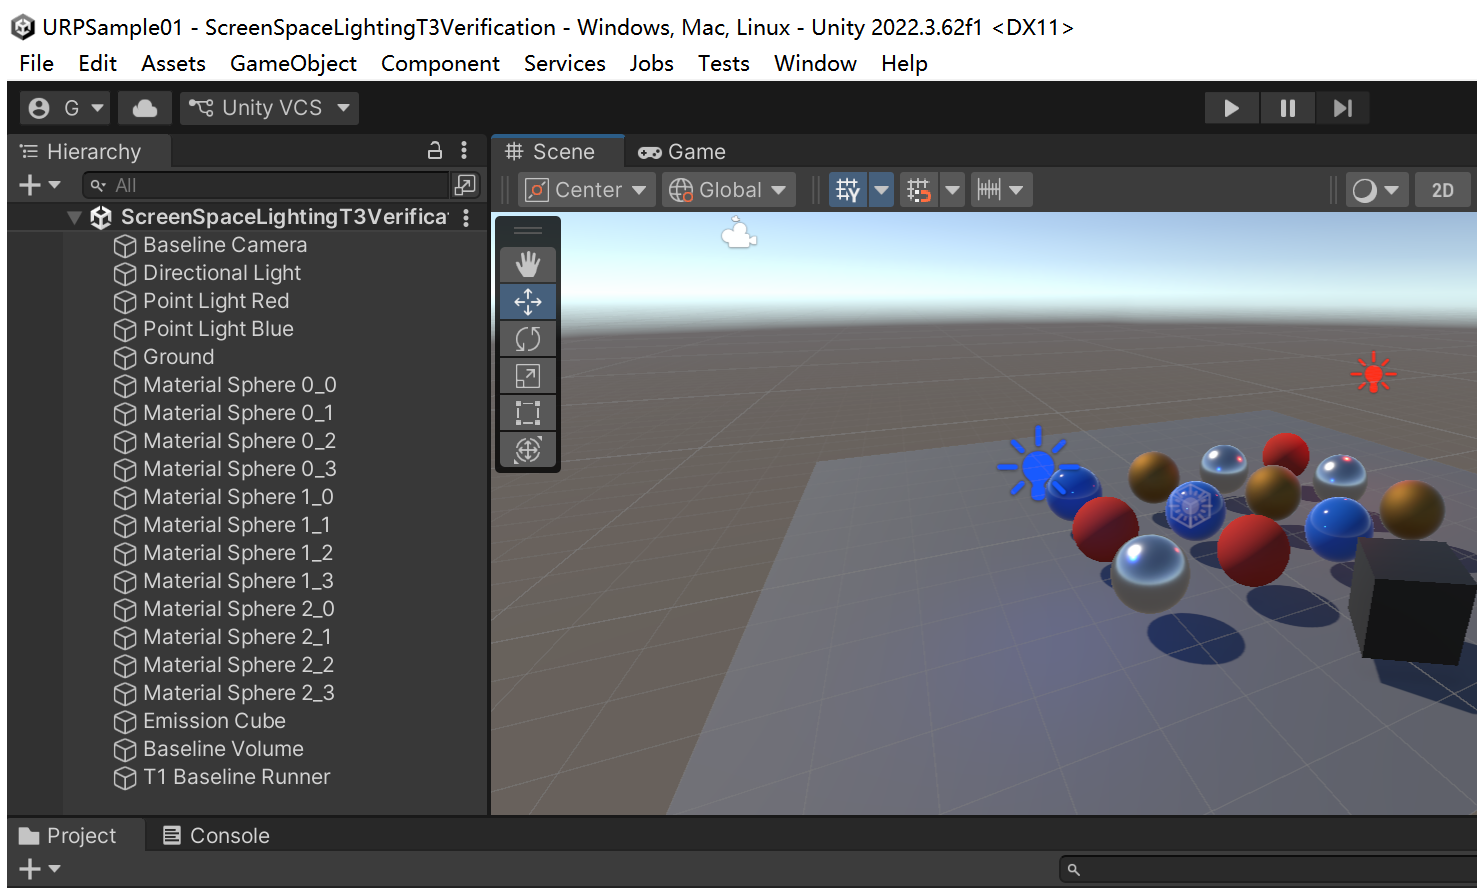 URPSample01 - ScreenSpaceLightingT3Verification - Windows, Mac, Linux - Unity 2022.3.62f1 <DX11>
File Edit Assets GameObject Component Services Jobs Tests Window Help
G Unity VCS
Hierarchy
Scene Game
All
Center Global 2D
ScreenSpaceLightingT3Verifica
Baseline Camera
Directional Light
Point Light Red
Point Light Blue
Ground
Material Sphere 0_0
Material Sphere 0_1
Material Sphere 0_2
Material Sphere 0_3
Material Sphere 1_0
Material Sphere 1_1
Material Sphere 1_2
Material Sphere 1_3
Material Sphere 2_0
Material Sphere 2_1
Material Sphere 2_2
Material Sphere 2_3
Emission Cube
Baseline Volume
T1 Baseline Runner
Project Console